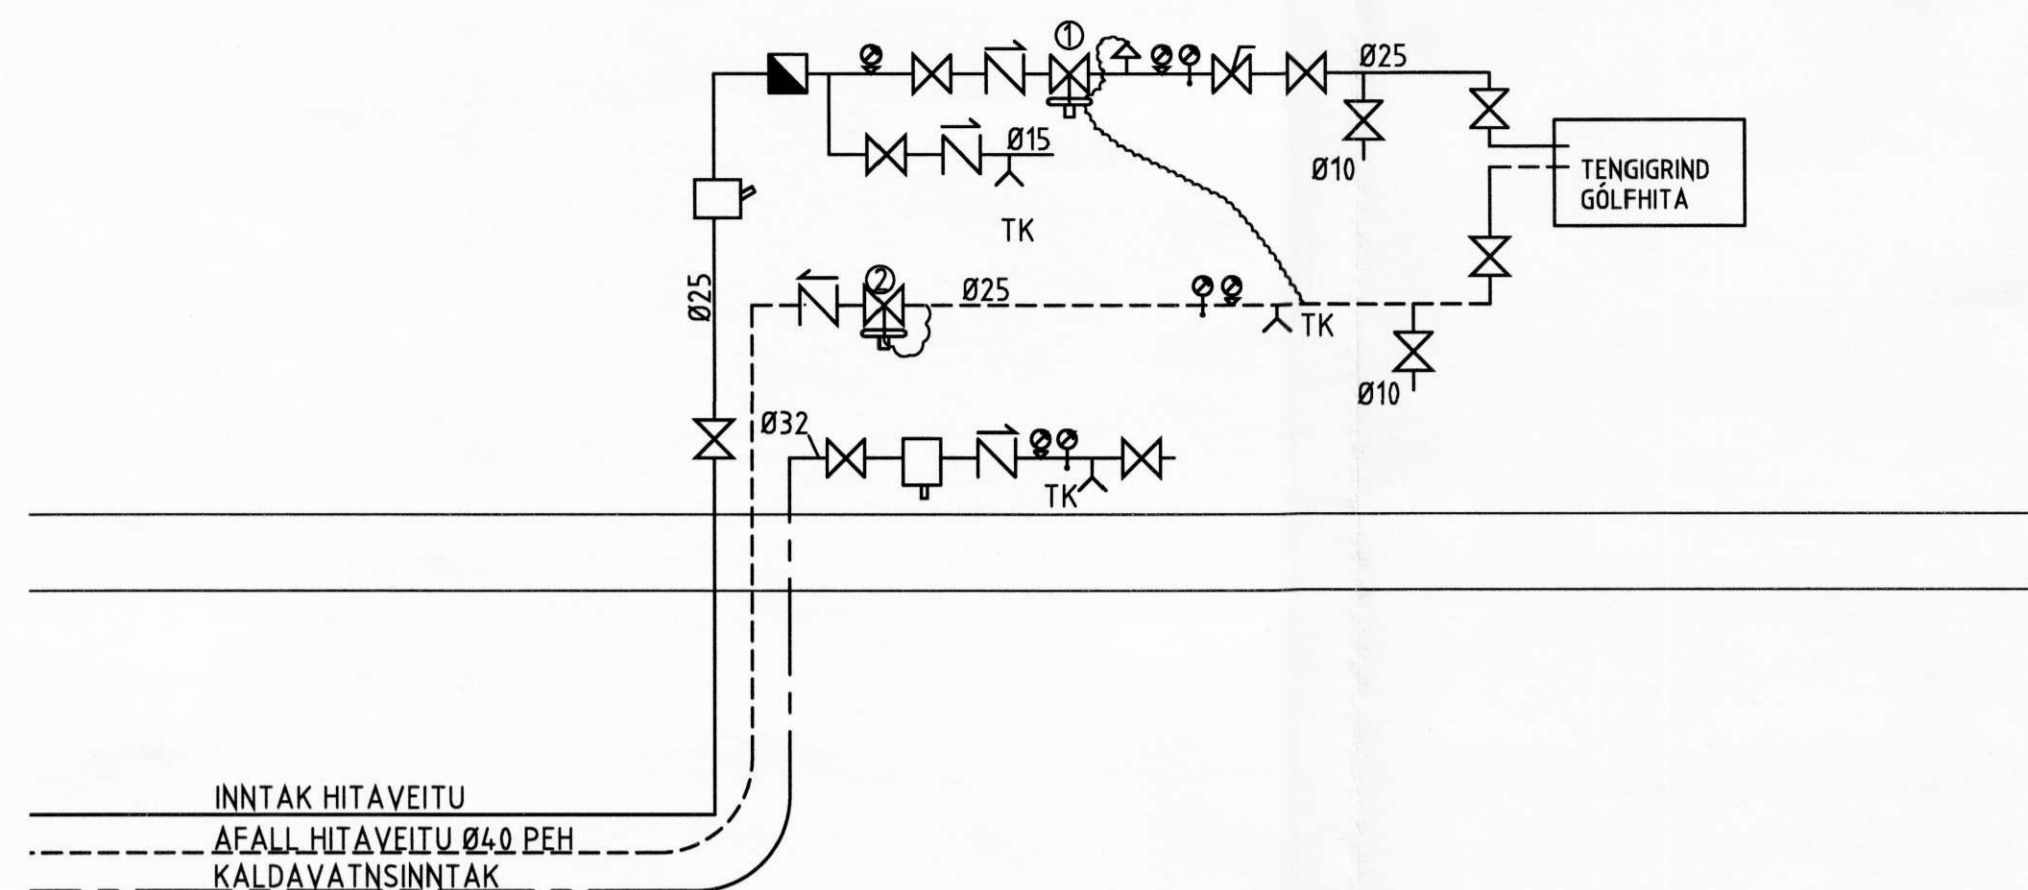 ①
Ø25
Ø15
Ø10
TENGIGRIND
GÓLFHITA
TK
Ø25
②
Ø25
TK
Ø10
Ø32
TK
INNTAK HITAVEITU
AFALL HITAVEITU Ø40 PEH
KALDAVATNSINNTAK